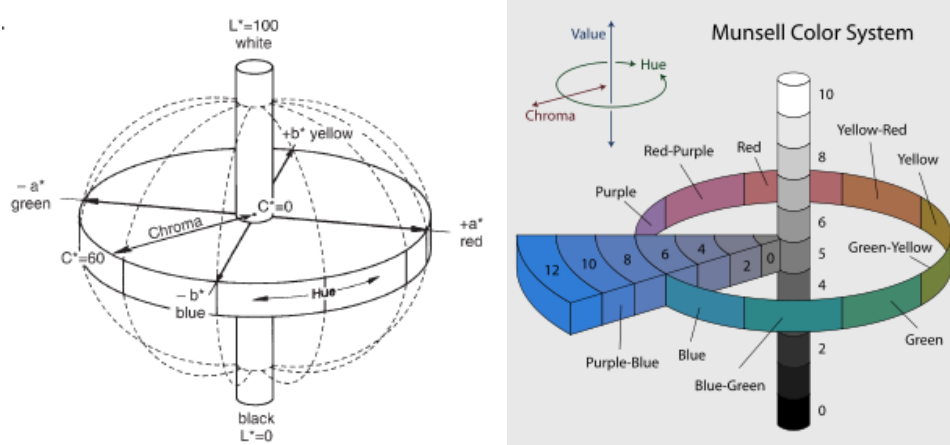 L*=100
white
+b* yellow
– a*
green
C*=0
Chroma
+a*
red
C*=60
– b*
blue
Hue
black
L*=0
Munsell Color System
Value
Hue
Chroma
10
Yellow-Red
Red
Red-Purple
8
Yellow
Purple
6
Green-Yellow
12 10 8 6 4 2 0
5
4
Green
Purple-Blue
Blue
2
Blue-Green
0